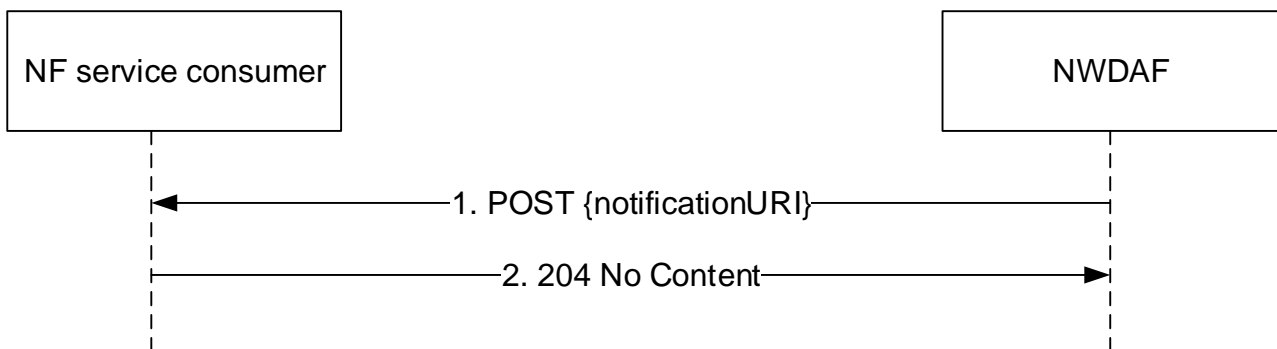 NF service consumer
NWDAF
1. POST {notificationURI}
2. 204 No Content